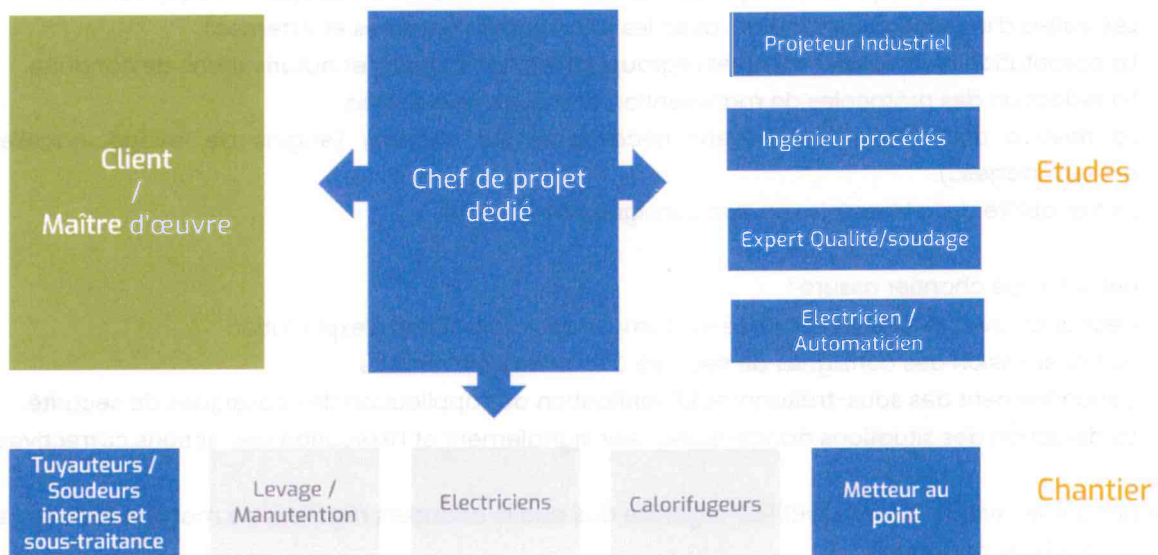 Projeteur Industriel
Ingénieur procédés
Client
/
Maître d'œuvre
Chef de projet
dédié
Etudes
Expert Qualité/soudage
Electricien /
Automaticien
Tuyauteurs /
Soudeurs
internes et
sous-traitance
Levage /
Manutention
Electriciens
Calorifugeurs
Metteur au
point
Chantier